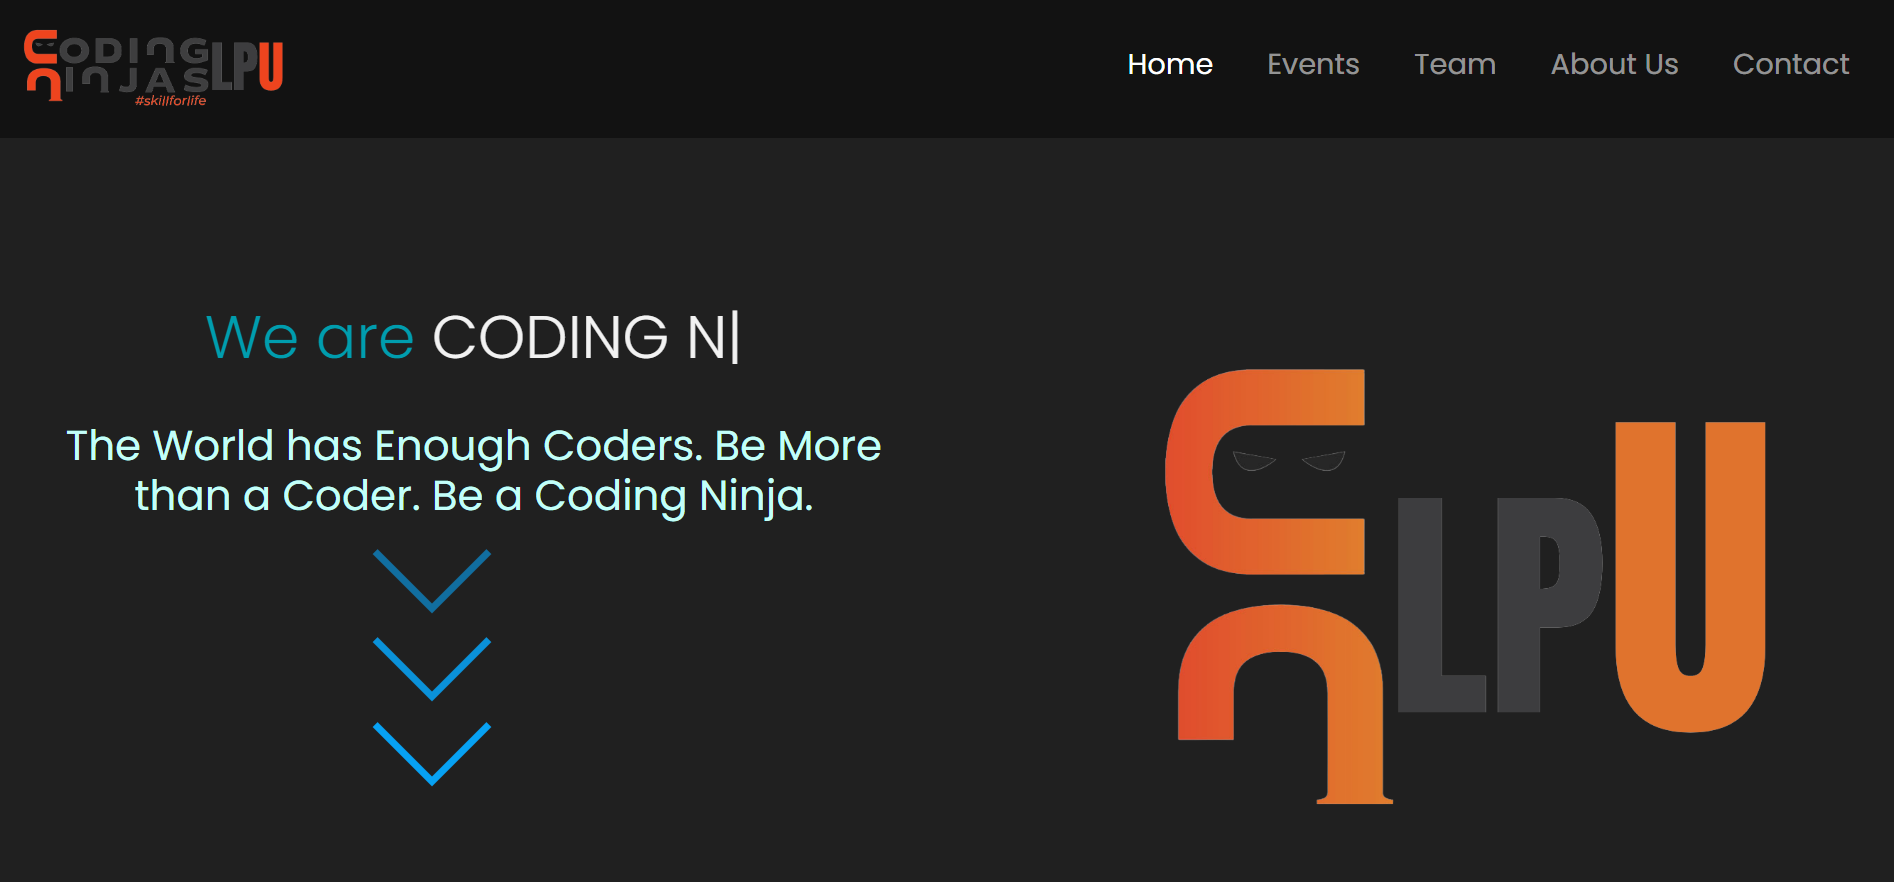 CODING
NINJAS LPU
#skillforlife
Home Events Team About Us Contact
We are CODING N|
The World has Enough Coders. Be More
than a Coder. Be a Coding Ninja.
CN LPU